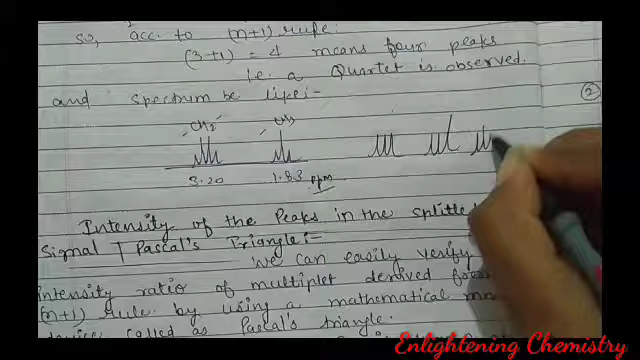 so, acc. to (n+1) rule:
(3+1) = 4 means four peaks
i.e. a Quartet is observed.
and spectrum be like:-
②
CH2 CH3
3.20 1.83 ppm
Intensity of the Peaks in the splitted
Signal / Pascal's Triangle:-
We can easily verify
intensity ratio of multiplet derived from
(n+1) rule by using a mathematical
device called as Pascal's triangle.
Enlightening Chemistry